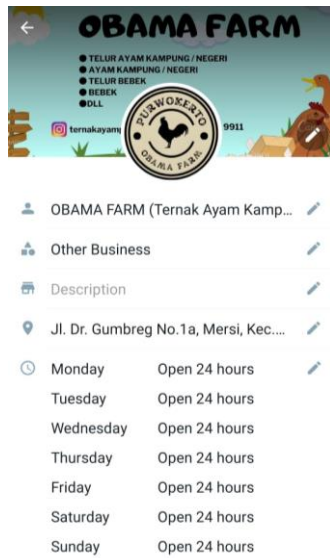 OBAMA FARM
● TELUR AYAM KAMPUNG / NEGERI
● AYAM KAMPUNG / NEGERI
● TELUR BEBEK
● BEBEK
●DLL
9911
PURWOKERTO
OBAMA FARM
OBAMA FARM (Ternak Ayam Kamp...
Other Business
Description
Jl. Dr. Gumbreg No.1a, Mersi, Kec....
Monday Open 24 hours
Tuesday Open 24 hours
Wednesday Open 24 hours
Thursday Open 24 hours
Friday Open 24 hours
Saturday Open 24 hours
Sunday Open 24 hours